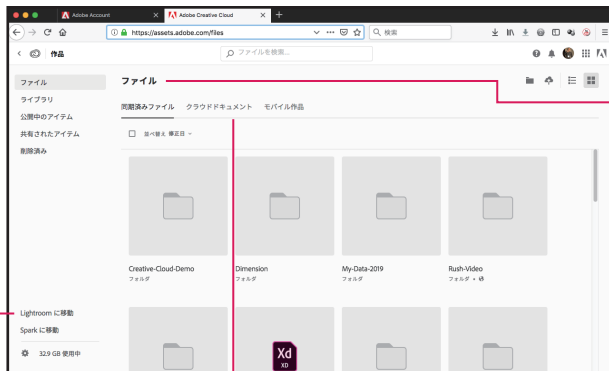 Adobe Account
Adobe Creative Cloud
https://assets.adobe.com/files
検索
作品
ファイルを検索...
ファイル
ライブラリ
公開中のアイテム
共有されたアイテム
削除済み
Lightroom に移動
Spark に移動
32.9 GB 使用中
ファイル
同期済みファイル クラウドドキュメント モバイル作品
並べ替え 修正日
Creative-Cloud-Demo
フォルダ
Dimension
フォルダ
My-Data-2019
フォルダ
Rush-Video
フォルダ
Xd
XD